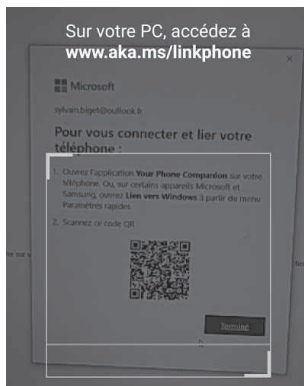 Sur votre PC, accédez à
www.aka.ms/linkphone
Microsoft
sylvain.biget@outlook.fr
Pour vous connecter et lier votre
téléphone :
1. Ouvrez l'application Your Phone Companion sur votre
téléphone. Ou, sur certains appareils Microsoft et
Samsung, ouvrez Lien vers Windows à partir du menu
Paramètres rapides.
2. Scannez ce code QR
Terminé